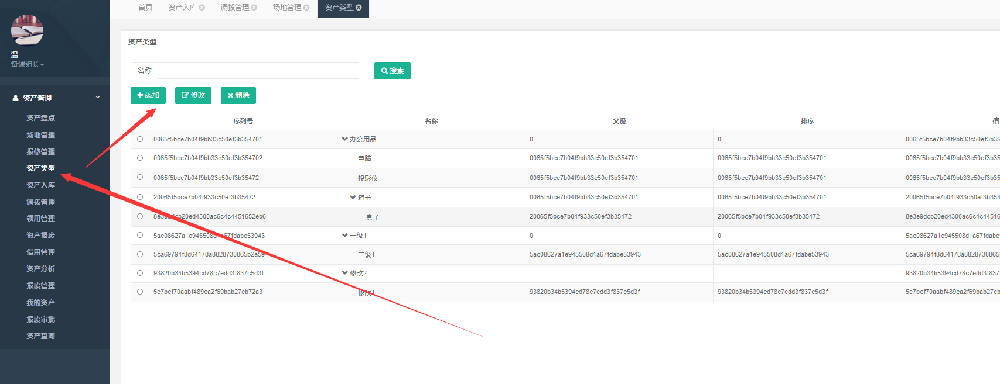 首页
资产入库
调拨管理
场地管理
资产类型
温
备课组长
资产管理
资产盘点
场地管理
报修管理
资产类型
资产入库
调拨管理
领用管理
资产报废
借用管理
资产分析
报废管理
我的资产
报废审批
资产查询
资产类型
名称
搜索
添加 修改 删除
序列号 名称 父级 排序 值
0065f5bce7b04f9bb33c50ef3b354701 办公用品 0 0 0065f5bce7b04f9bb33c50ef3b35
0065f5bce7b04f9bb33c50ef3b354702 电脑 0065f5bce7b04f9bb33c50ef3b354701 0065f5bce7b04f9bb33c50ef3b354701 0065f5bce7b04f9bb33c50ef3b35
0065f5bce7b04f9bb33c50ef3b35472 投影仪 0065f5bce7b04f9bb33c50ef3b354701 0065f5bce7b04f9bb33c50ef3b354701 0065f5bce7b04f9bb33c50ef3b35
20065f5bce7b04f933c50ef3b35472 箱子 0065f5bce7b04f9bb33c50ef3b354701 0065f5bce7b04f9bb33c50ef3b354701 20065f5bce7b04f933c50ef3b354
8e3e9dcb20ed4300ac6c4c4451652eb6 盒子 20065f5bce7b04f933c50ef3b35472 20065f5bce7b04f933c50ef3b35472 8e3e9dcb20ed4300ac6c4c44516
5ac08627a1e945508d1a67fdabe53943 一级1 0 0 5ac08627a1e945508d1a67fdabe
5ca69794f8d64178a8828730865b2a59 二级1 5ac08627a1e945508d1a67fdabe53943 5ac08627a1e945508d1a67fdabe53943 5ca69794f8d64178a8828730865
93820b34b5394cd78c7edd3f837c5d3f 修改2 93820b34b5394cd78c7edd3f837
5e7bcf70aabf489ca2f69bab27eb72a3 修改1 93820b34b5394cd78c7edd3f837c5d3f 93820b34b5394cd78c7edd3f837c5d3f 5e7bcf70aabf489ca2f69bab27eb